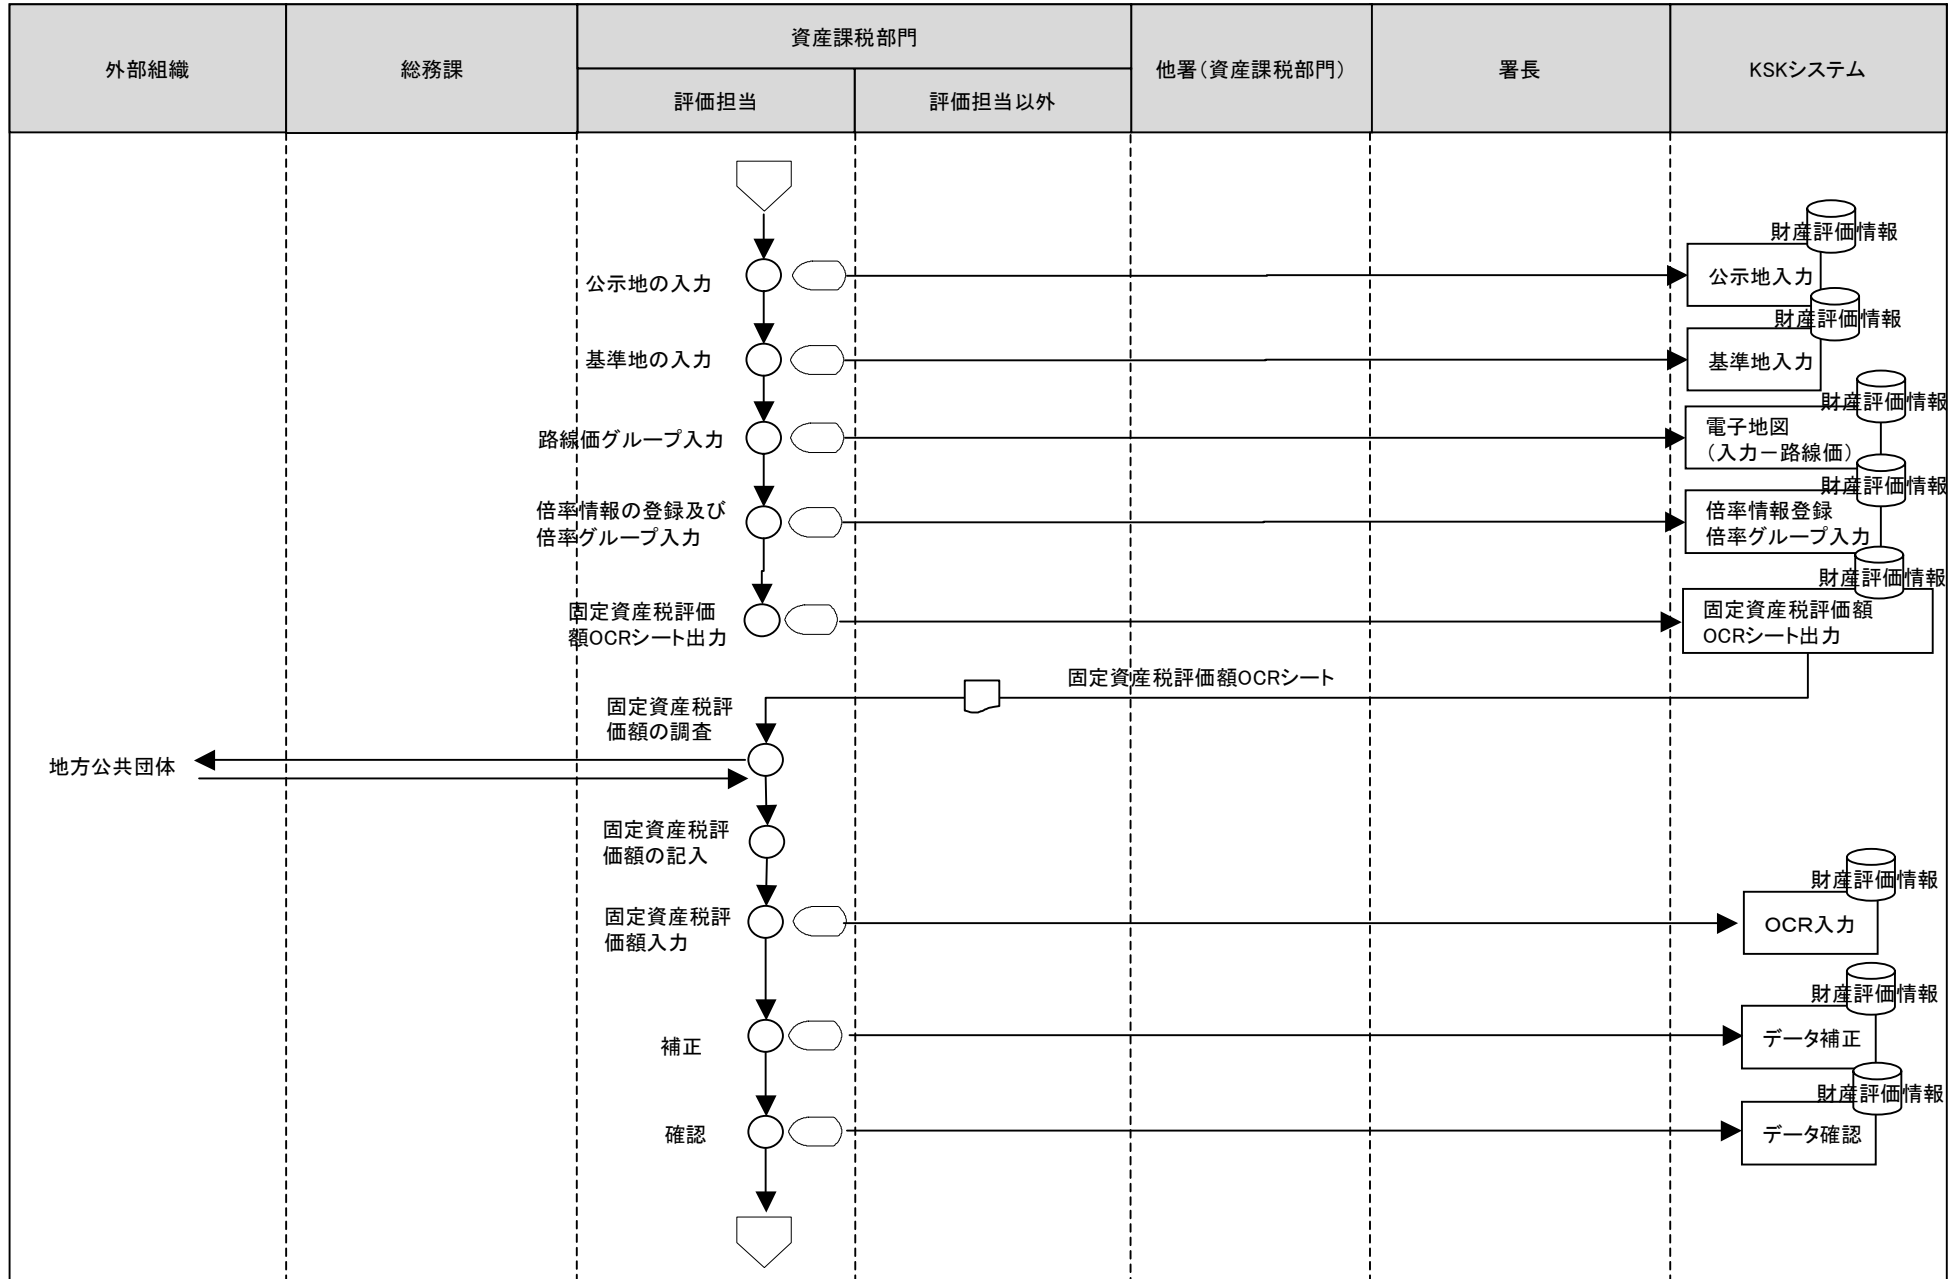 外部組織
総務課
資産課税部門
評価担当
評価担当以外
他署（資産課税部門）
署長
KSKシステム
財産評価情報
公示地の入力
公示地入力
財産評価情報
基準地の入力
基準地入力
財産評価情報
路線価グループ入力
電子地図
（入力－路線価）
財産評価情報
倍率情報の登録及び
倍率グループ入力
倍率情報登録
倍率グループ入力
財産評価情報
固定資産税評価
額OCRシート出力
固定資産税評価額
OCRシート出力
固定資産税評価額OCRシート
固定資産税評
価額の調査
地方公共団体
固定資産税評
価額の記入
財産評価情報
固定資産税評
価額入力
OCR入力
財産評価情報
補正
データ補正
財産評価情報
確認
データ確認